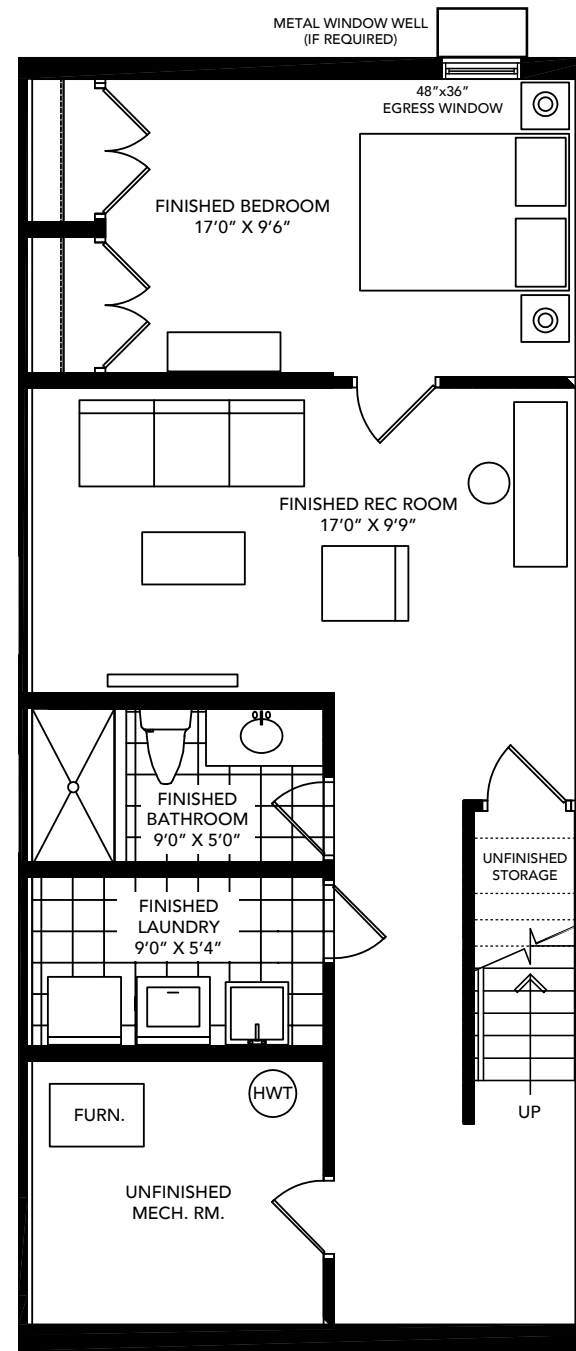 METAL WINDOW WELL
(IF REQUIRED)
48"x36"
EGRESS WINDOW
FINISHED BEDROOM
17'0" X 9'6"
FINISHED REC ROOM
17'0" X 9'9"
FINISHED
BATHROOM
9'0" X 5'0"
UNFINISHED
STORAGE
FINISHED
LAUNDRY
9'0" X 5'4"
HWT
FURN.
UP
UNFINISHED
MECH. RM.